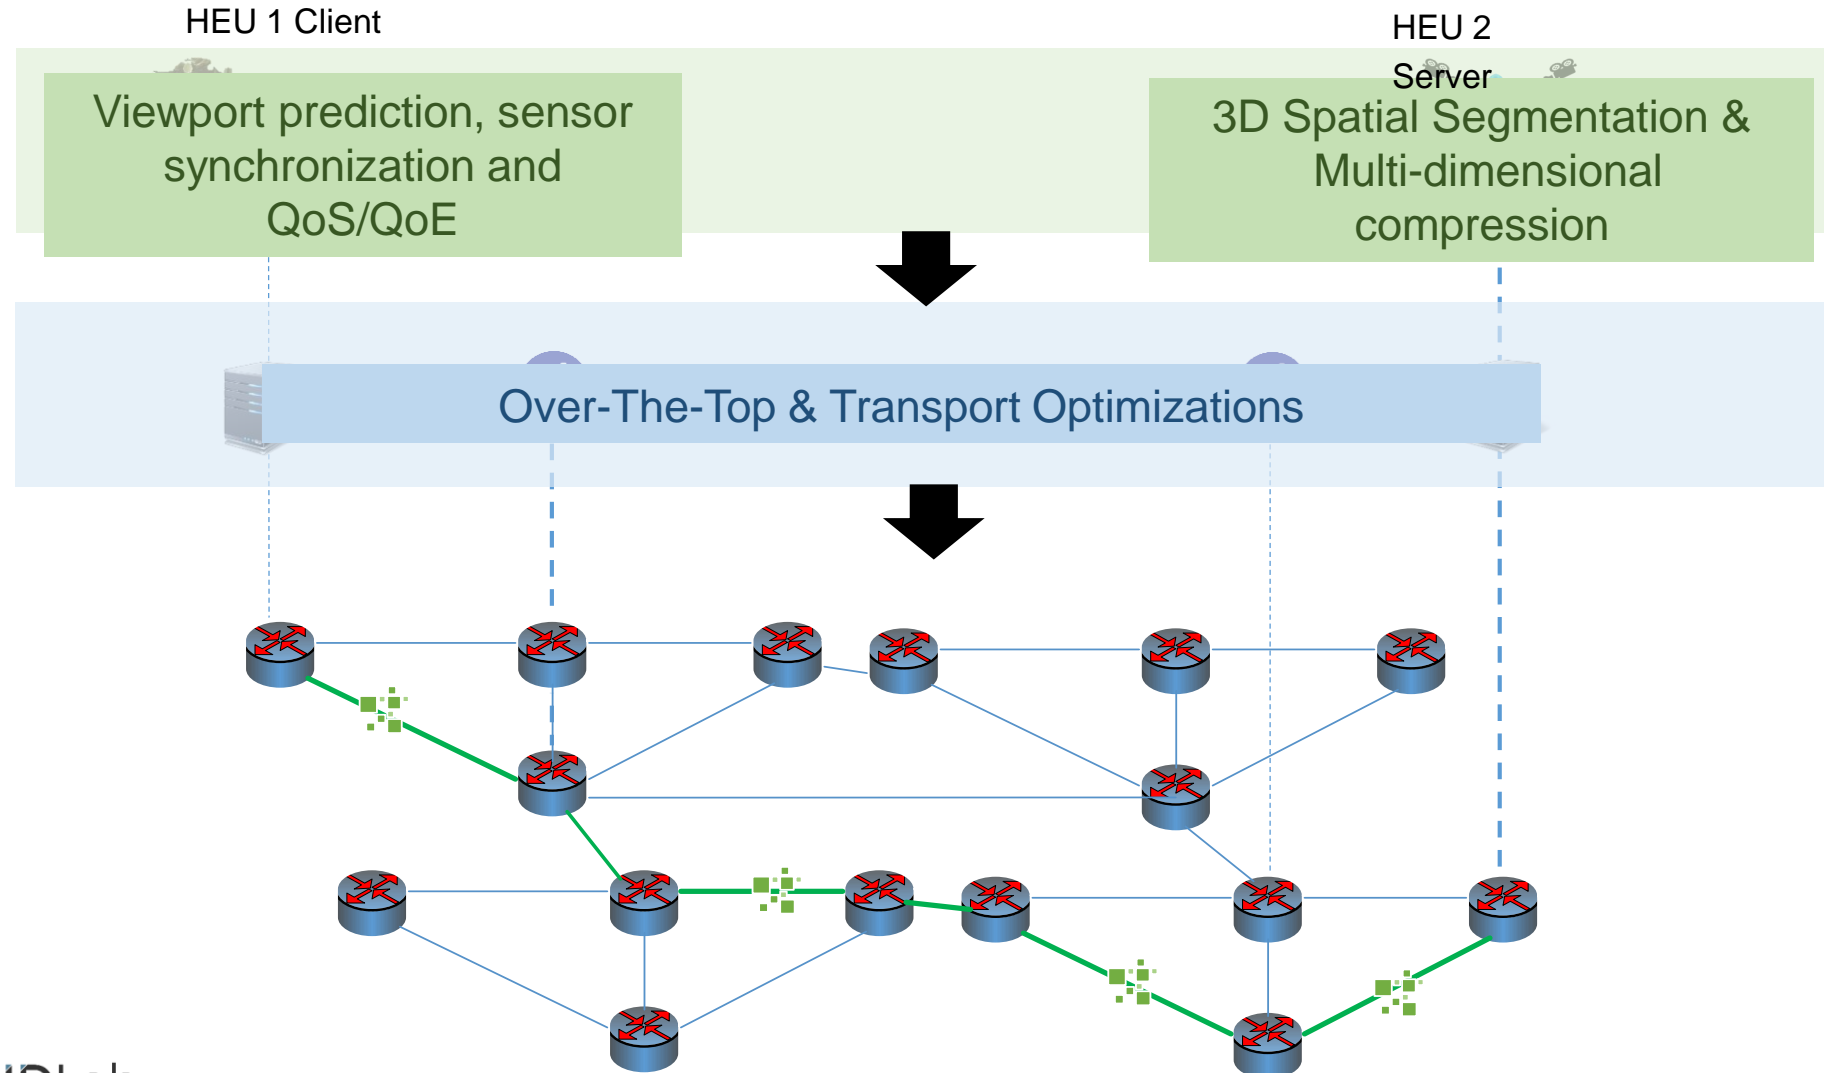 HEU 1 Client
HEU 2
Server
Viewport prediction, sensor
synchronization and
QoS/QoE
3D Spatial Segmentation &
Multi-dimensional
compression
Over-The-Top & Transport Optimizations